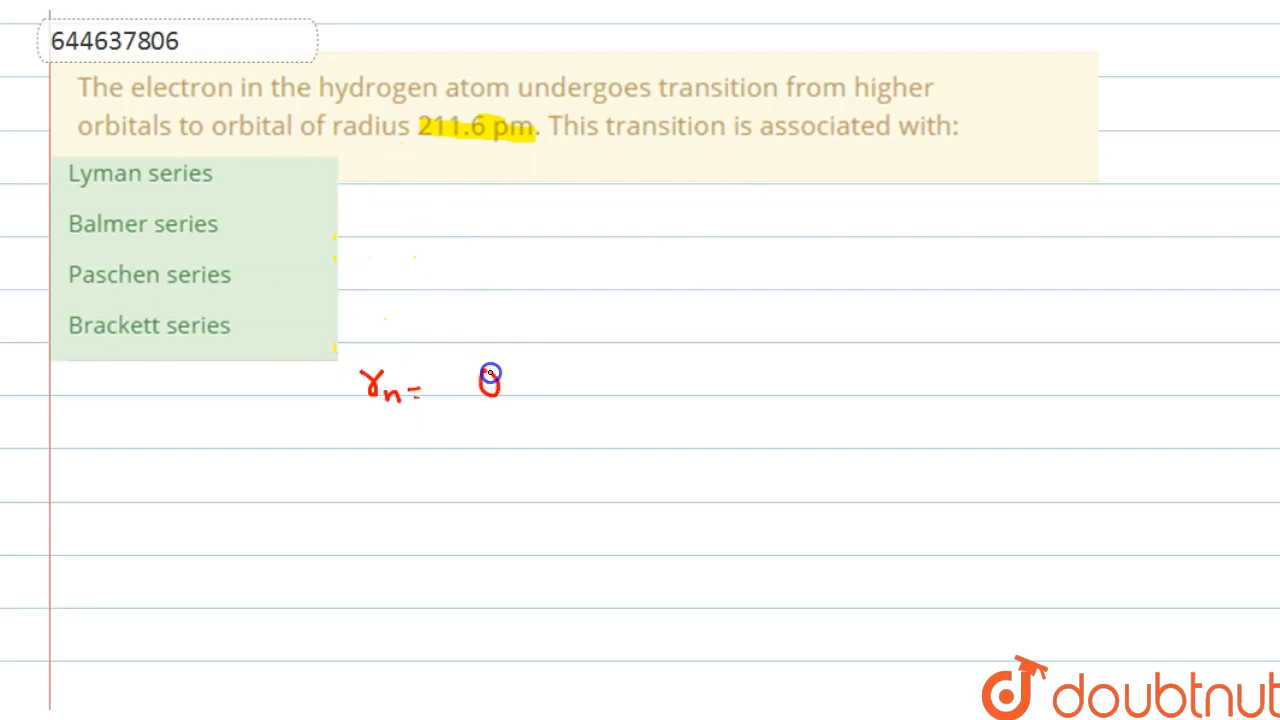 644637806
The electron in the hydrogen atom undergoes transition from higher
orbitals to orbital of radius 211.6 pm. This transition is associated with:
Lyman series
Balmer series
Paschen series
Brackett series
rn = 0
doubtnut